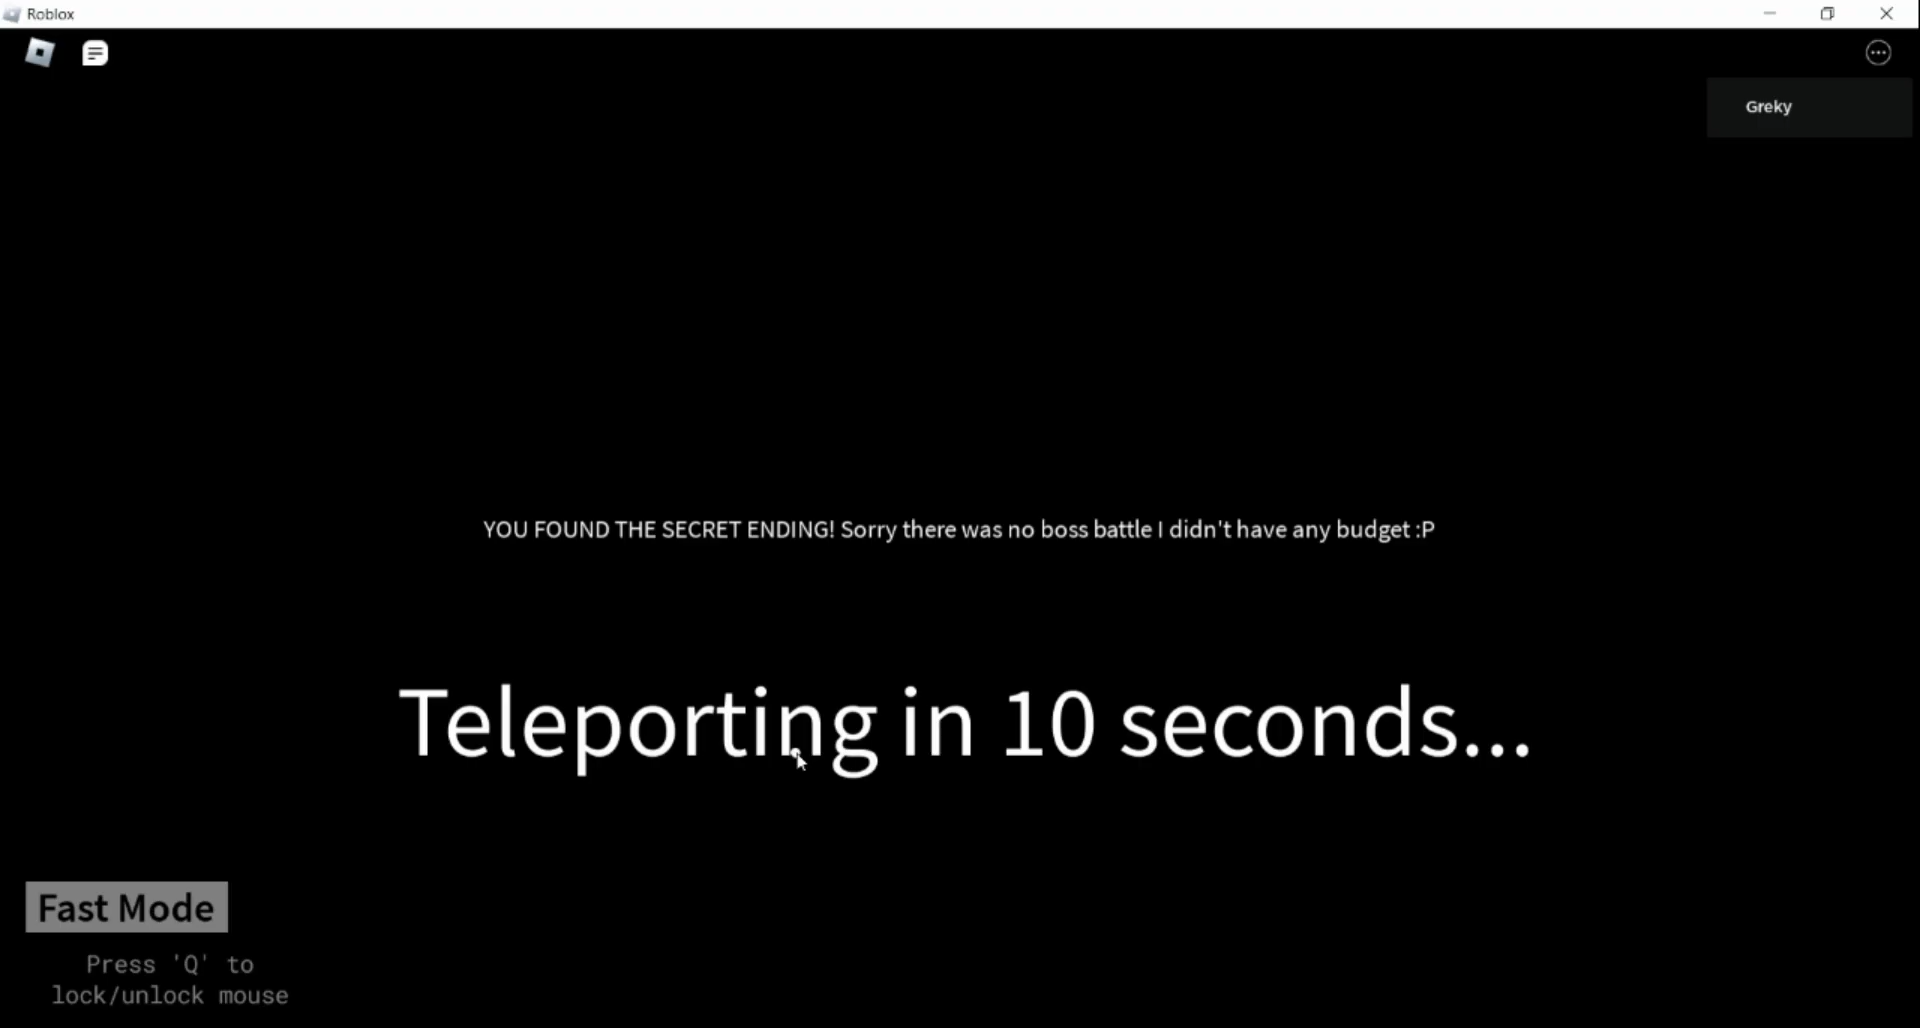 Roblox
Greky
YOU FOUND THE SECRET ENDING! Sorry there was no boss battle I didn't have any budget :P
Teleporting in 10 seconds...
Fast Mode
Press 'Q' to
lock/unlock mouse